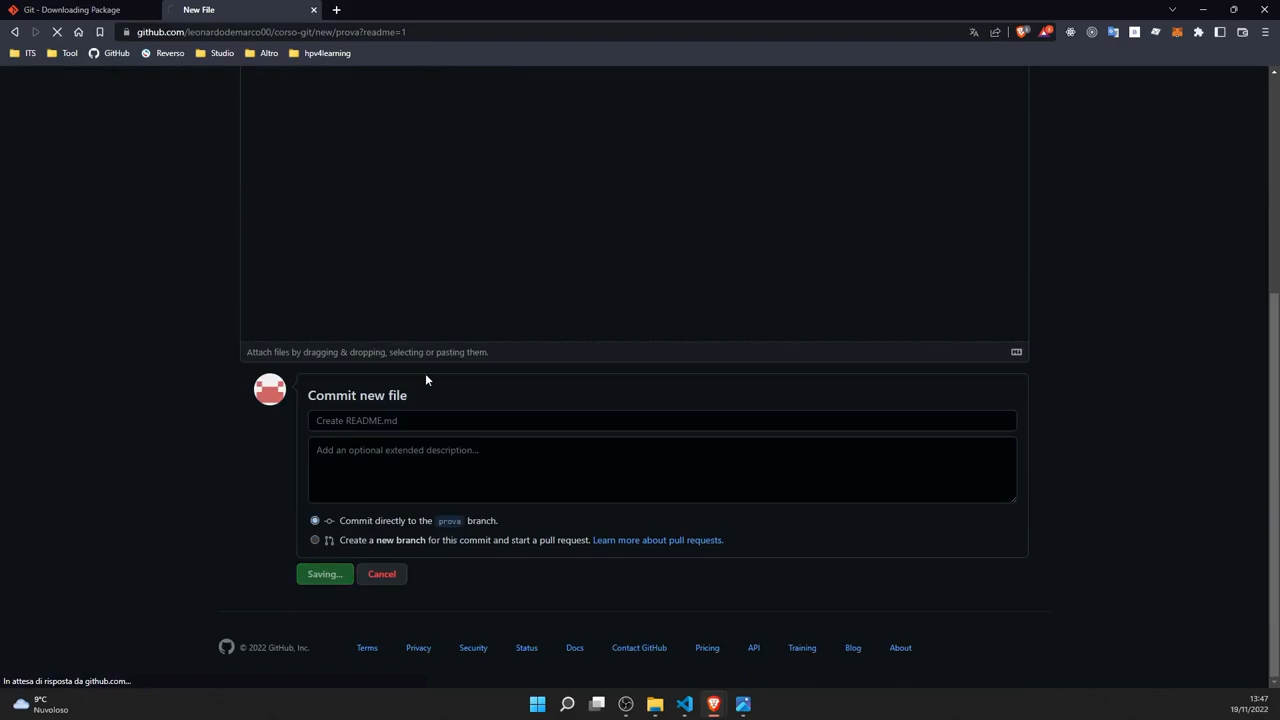 Git - Downloading Package
New File
github.com/leonardodemarco00/corso-git/new/prova?readme=1
ITS
Tool
GitHub
Reverso
Studio
Altro
hpv4learning
Attach files by dragging & dropping, selecting or pasting them.
Commit new file
Create README.md
Add an optional extended description...
Commit directly to the prova branch.
Create a new branch for this commit and start a pull request. Learn more about pull requests.
Saving...
Cancel
© 2022 GitHub, Inc.
Terms
Privacy
Security
Status
Docs
Contact GitHub
Pricing
API
Training
Blog
About
In attesa di risposta da github.com...
9°C
Nuvoloso
13:47
19/11/2022